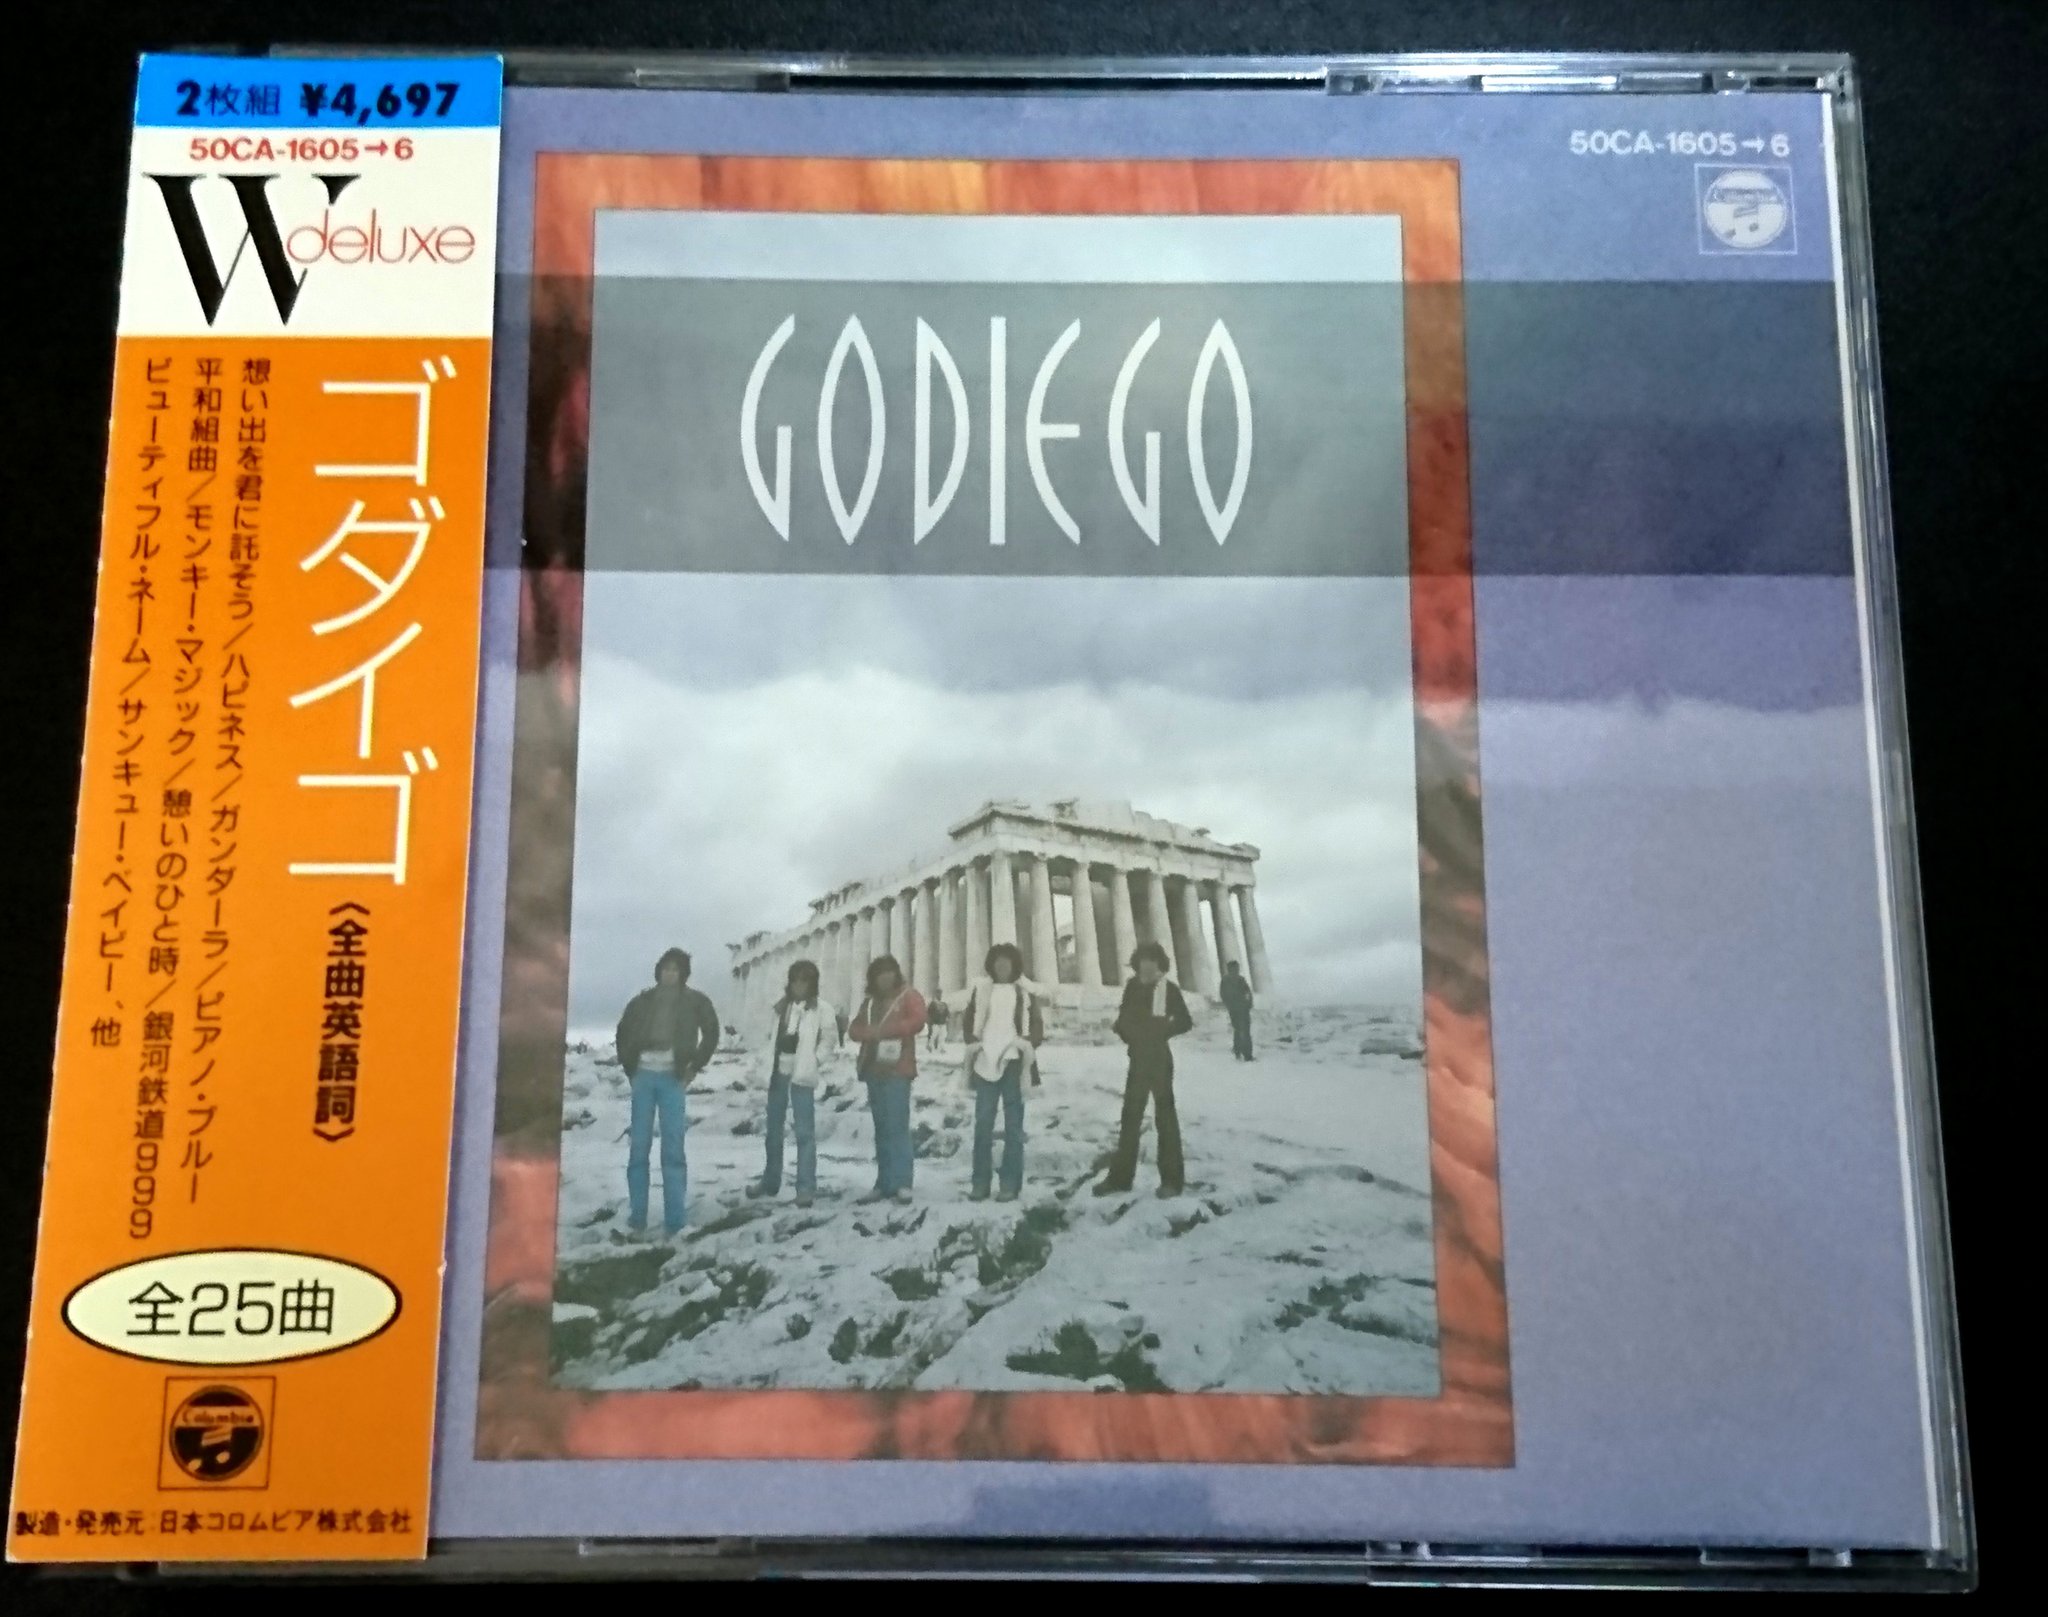 2枚組 ¥4,697
50CA-1605→6
W deluxe
ゴダイゴ〈全曲英語詞〉
想い出を君に託そう／ハピネス／ガンダーラ／ピアノ・ブルー
平和組曲／モンキー・マジック／憩いのひと時／銀河鉄道999
ビューティフル・ネーム／サンキュー・ベイビー、他
全25曲
Columbia
製造・発売元:日本コロムビア株式会社
50CA-1605→6
Columbia
GODIEGO